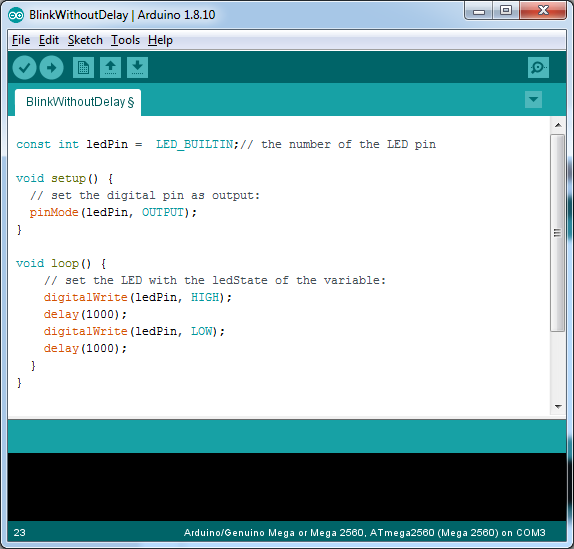 BlinkWithoutDelay | Arduino 1.8.10
File Edit Sketch Tools Help
BlinkWithoutDelay §
const int ledPin =  LED_BUILTIN;// the number of the LED pin
void setup() {
  // set the digital pin as output:
  pinMode(ledPin, OUTPUT);
}
void loop() {
    // set the LED with the ledState of the variable:
    digitalWrite(ledPin, HIGH);
    delay(1000);
    digitalWrite(ledPin, LOW);
    delay(1000);
  }
}
23 Arduino/Genuino Mega or Mega 2560, ATmega2560 (Mega 2560) on COM3